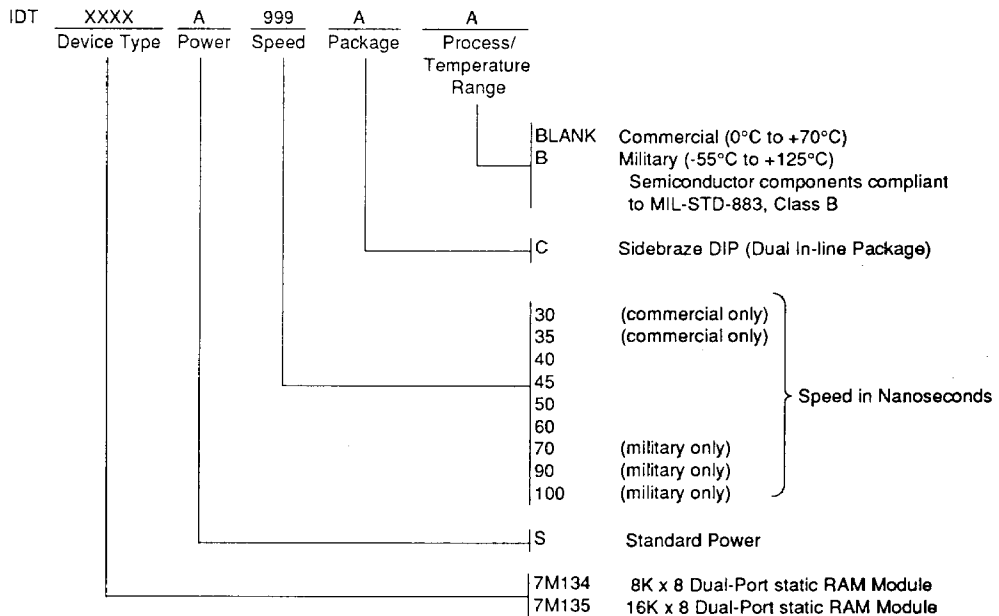 IDT XXXX A 999 A A
Device Type Power Speed Package Process/
Temperature
Range
BLANK Commercial (0°C to +70°C)
B Military (-55°C to +125°C)
Semiconductor components compliant
to MIL-STD-883, Class B
C Sidebraze DIP (Dual In-line Package)
30 (commercial only)
35 (commercial only)
40
45
50
60
70 (military only)
90 (military only)
100 (military only)
Speed in Nanoseconds
S Standard Power
7M134 8K x 8 Dual-Port static RAM Module
7M135 16K x 8 Dual-Port static RAM Module